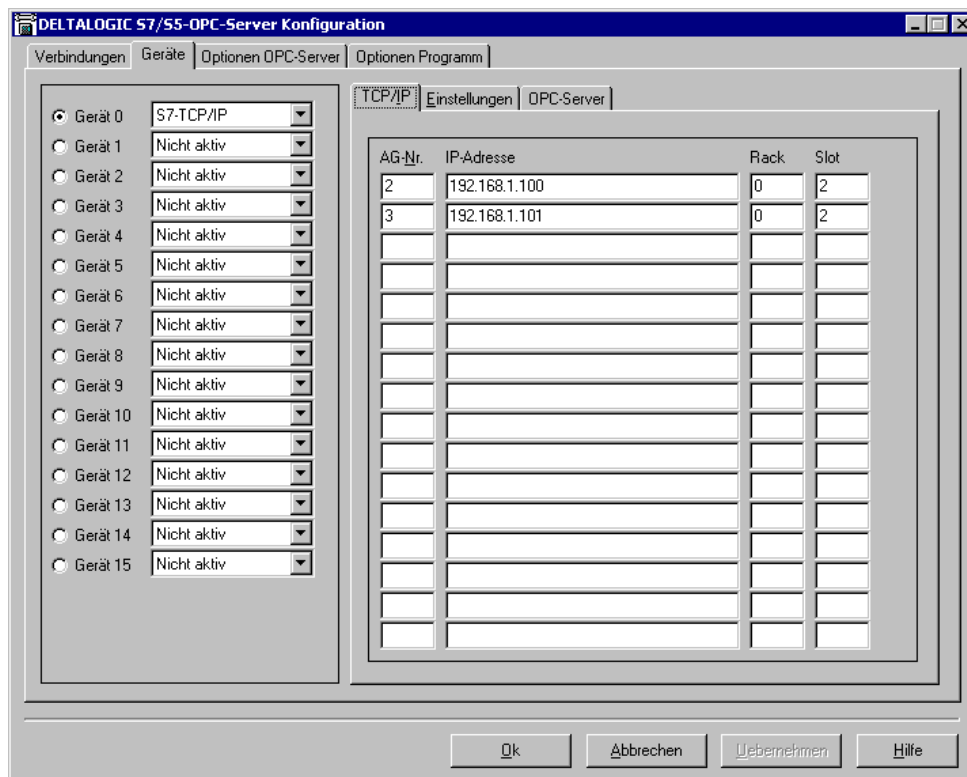 DELTALOGIC S7/S5-OPC-Server Konfiguration
Verbindungen Geräte Optionen OPC-Server Optionen Programm
Gerät 0 S7-TCP/IP
Gerät 1 Nicht aktiv
Gerät 2 Nicht aktiv
Gerät 3 Nicht aktiv
Gerät 4 Nicht aktiv
Gerät 5 Nicht aktiv
Gerät 6 Nicht aktiv
Gerät 7 Nicht aktiv
Gerät 8 Nicht aktiv
Gerät 9 Nicht aktiv
Gerät 10 Nicht aktiv
Gerät 11 Nicht aktiv
Gerät 12 Nicht aktiv
Gerät 13 Nicht aktiv
Gerät 14 Nicht aktiv
Gerät 15 Nicht aktiv
TCP/IP Einstellungen OPC-Server
AG-Nr. IP-Adresse Rack Slot
2 192.168.1.100 0 2
3 192.168.1.101 0 2
Ok Abbrechen Uebernehmen Hilfe